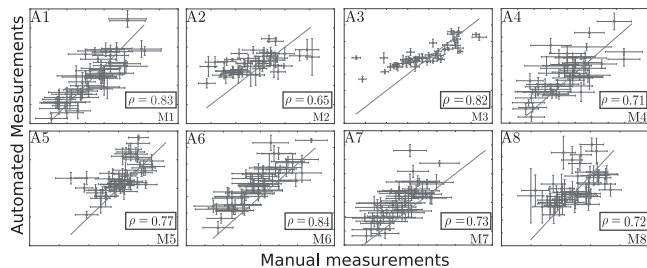 Automated Measurements
A1
ρ = 0.83
M1
A2
ρ = 0.65
M2
A3
ρ = 0.82
M3
A4
ρ = 0.71
M4
A5
ρ = 0.77
M5
A6
ρ = 0.84
M6
A7
ρ = 0.73
M7
A8
ρ = 0.72
M8
Manual measurements